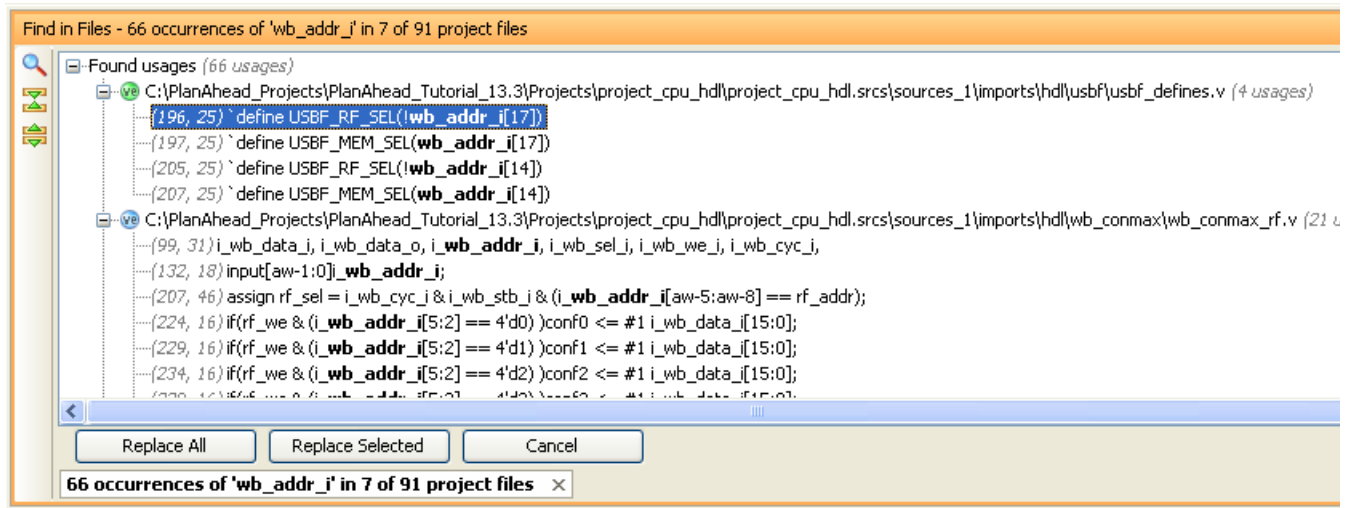 Find in Files - 66 occurrences of 'wb_addr_i' in 7 of 91 project files
Found usages (66 usages)
C:\PlanAhead_Projects\PlanAhead_Tutorial_13.3\Projects\project_cpu_hdl\project_cpu_hdl.srcs\sources_1\imports\hdl\usbf\usbf_defines.v (4 usages)
(196, 25) `define USBF_RF_SEL(!wb_addr_i[17])
(197, 25) `define USBF_MEM_SEL(wb_addr_i[17])
(205, 25) `define USBF_RF_SEL(!wb_addr_i[14])
(207, 25) `define USBF_MEM_SEL(wb_addr_i[14])
C:\PlanAhead_Projects\PlanAhead_Tutorial_13.3\Projects\project_cpu_hdl\project_cpu_hdl.srcs\sources_1\imports\hdl\wb_conmax\wb_conmax_rf.v (21 u
(99, 31) i_wb_data_i, i_wb_data_o, i_wb_addr_i, i_wb_sel_i, i_wb_we_i, i_wb_cyc_i,
(132, 18) input[aw-1:0]i_wb_addr_i;
(207, 46) assign rf_sel = i_wb_cyc_i & i_wb_stb_i & (i_wb_addr_i[aw-5:aw-8] == rf_addr);
(224, 16) if(rf_we & (i_wb_addr_i[5:2] == 4'd0) )conf0 <= #1 i_wb_data_i[15:0];
(229, 16) if(rf_we & (i_wb_addr_i[5:2] == 4'd1) )conf1 <= #1 i_wb_data_i[15:0];
(234, 16) if(rf_we & (i_wb_addr_i[5:2] == 4'd2) )conf2 <= #1 i_wb_data_i[15:0];
Replace All Replace Selected Cancel
66 occurrences of 'wb_addr_i' in 7 of 91 project files